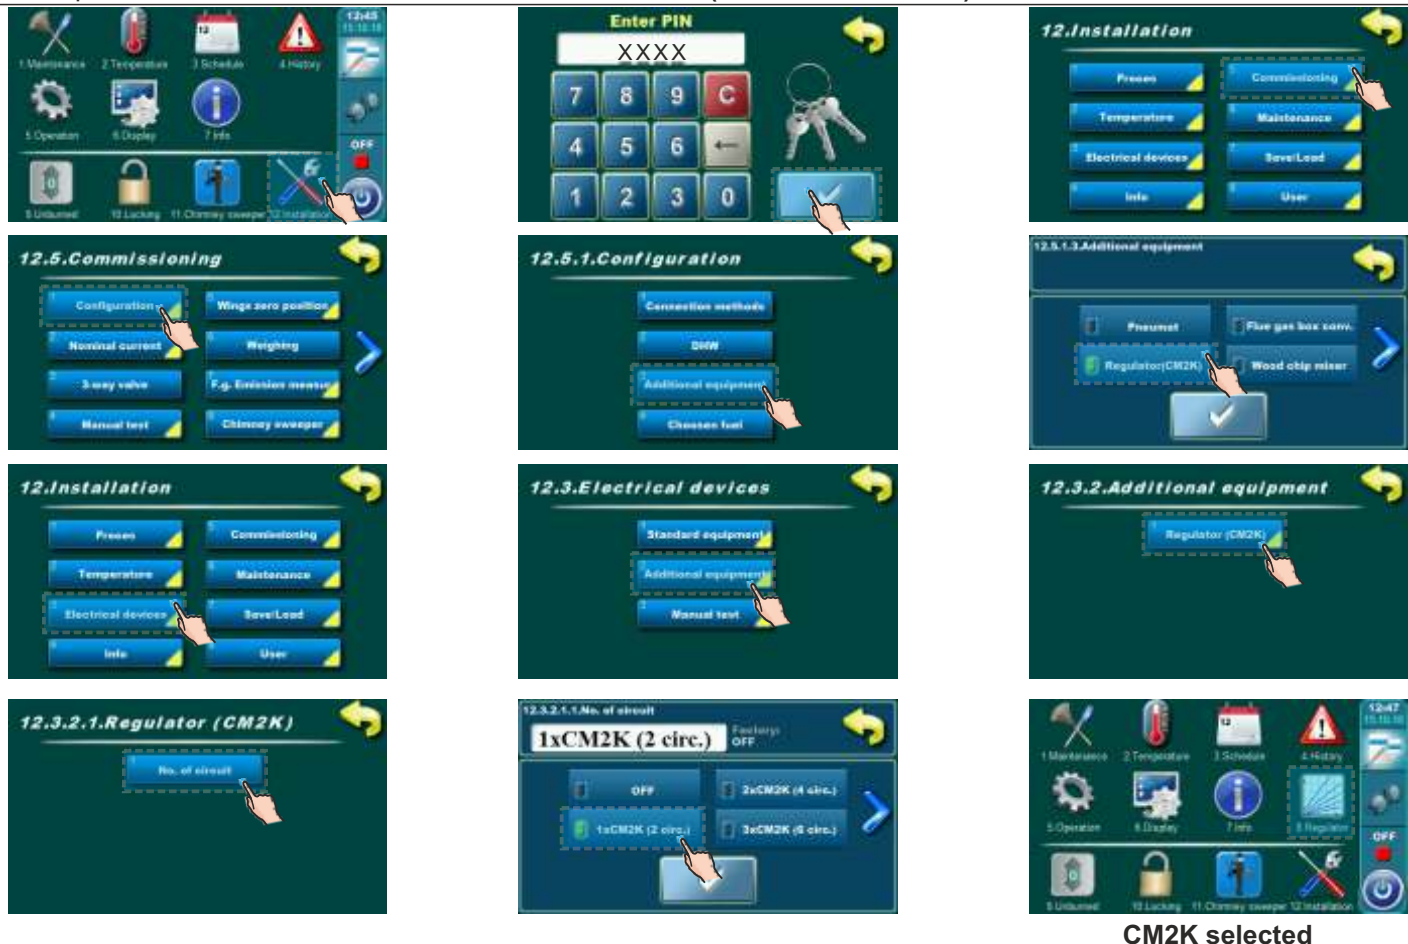 12:45
1 Maintenance 2 Temperature 3 Schedule 4 History
5 Operation 6 Display 7 Info
OFF
9 Unburned 10 Locking 11 Chimney sweeper 12 Installation
Enter PIN
XXXX
7 8 9 C
4 5 6 ←
1 2 3 0
12.Installation
Proces Commissioning
Temperature Maintenance
Electrical devices Save/Load
Info User
12.5.Commissioning
Configuration Wings zero position
Nominal current Weighing
3-way valve F.g. Emission measur
Manual test Chimney sweeper
12.5.1.Configuration
Connection methods
DHW
Additional equipment
Choosen fuel
12.5.1.3.Additional equipment
Pneumat Flue gas box conv.
Regulator(CM2K) Wood chip mixer
12.Installation
Proces Commissioning
Temperature Maintenance
Electrical devices Save/Load
Info User
12.3.Electrical devices
Standard equipment
Additional equipment
Manual test
12.3.2.Additional equipment
Regulator (CM2K)
12.3.2.1.Regulator (CM2K)
No. of circuit
12.3.2.1.1.No. of circuit
1xCM2K (2 circ.) Factory:
OFF
OFF 2xCM2K (4 circ.)
1xCM2K (2 circ.) 3xCM2K (6 circ.)
12:47
1 Maintenance 2 Temperature 3 Schedule 4 History
5 Operation 6 Display 7 Info 8 Regulator
OFF
9 Unburned 10 Locking 11 Chimney sweeper 12 Installation
CM2K selected